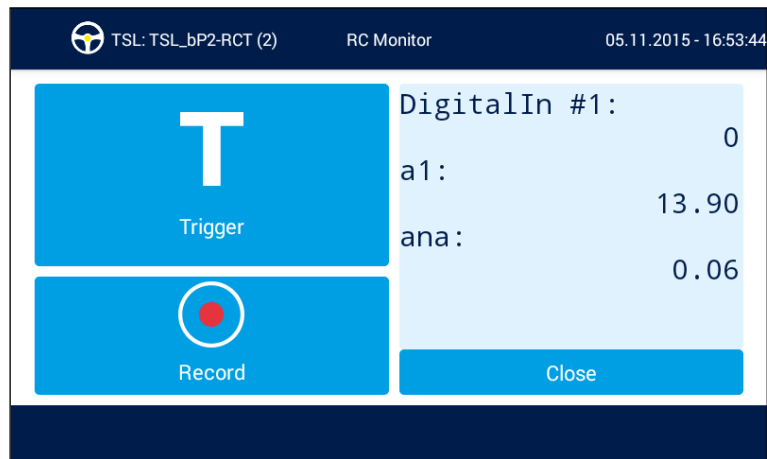 TSL: TSL_bP2-RCT (2) RC Monitor 05.11.2015 - 16:53:44
T
Trigger
Record
DigitalIn #1:
0
a1:
13.90
ana:
0.06
Close